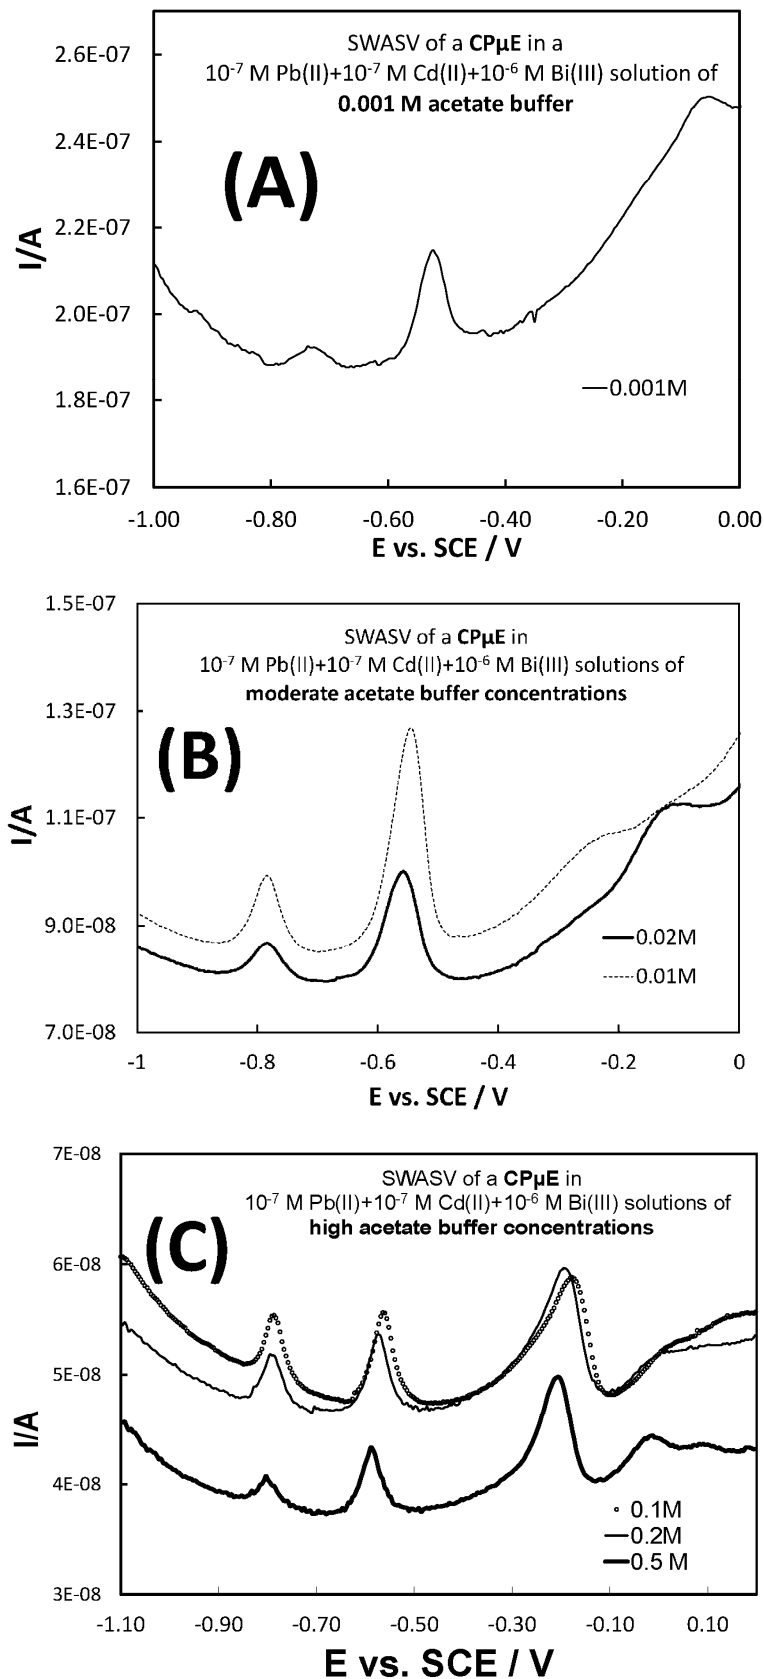 SWASV of a CPµE in a
10⁻⁷ M Pb(II)+10⁻⁷ M Cd(II)+10⁻⁶ M Bi(III) solution of
0.001 M acetate buffer
(A)
I/A
2.6E-07
2.4E-07
2.2E-07
2.0E-07
1.8E-07
1.6E-07
0.001M
-1.00 -0.80 -0.60 -0.40 -0.20 0.00
E vs. SCE / V
SWASV of a CPµE in
10⁻⁷ M Pb(II)+10⁻⁷ M Cd(II)+10⁻⁶ M Bi(III) solutions of
moderate acetate buffer concentrations
(B)
I/A
1.5E-07
1.3E-07
1.1E-07
9.0E-08
7.0E-08
0.02M
0.01M
-1 -0.8 -0.6 -0.4 -0.2 0
E vs. SCE / V
SWASV of a CPµE in
10⁻⁷ M Pb(II)+10⁻⁷ M Cd(II)+10⁻⁶ M Bi(III) solutions of
high acetate buffer concentrations
(C)
I/A
7E-08
6E-08
5E-08
4E-08
3E-08
0.1M
0.2M
0.5 M
-1.10 -0.90 -0.70 -0.50 -0.30 -0.10 0.10
E vs. SCE / V